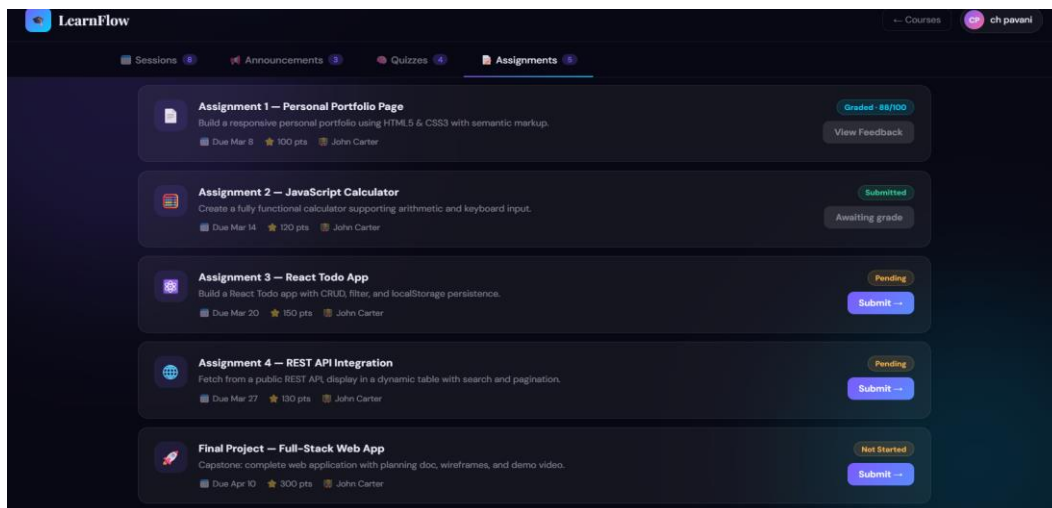 LearnFlow
← Courses
CP
ch pavani
Sessions 8
Announcements 3
Quizzes 4
Assignments 5
Assignment 1 — Personal Portfolio Page
Build a responsive personal portfolio using HTML5 & CSS3 with semantic markup.
Due Mar 8 100 pts John Carter
Graded · 88/100
View Feedback
Assignment 2 — JavaScript Calculator
Create a fully functional calculator supporting arithmetic and keyboard input.
Due Mar 14 120 pts John Carter
Submitted
Awaiting grade
Assignment 3 — React Todo App
Build a React Todo app with CRUD, filter, and localStorage persistence.
Due Mar 20 150 pts John Carter
Pending
Submit →
Assignment 4 — REST API Integration
Fetch from a public REST API, display in a dynamic table with search and pagination.
Due Mar 27 130 pts John Carter
Pending
Submit →
Final Project — Full-Stack Web App
Capstone: complete web application with planning doc, wireframes, and demo video.
Due Apr 10 300 pts John Carter
Not Started
Submit →